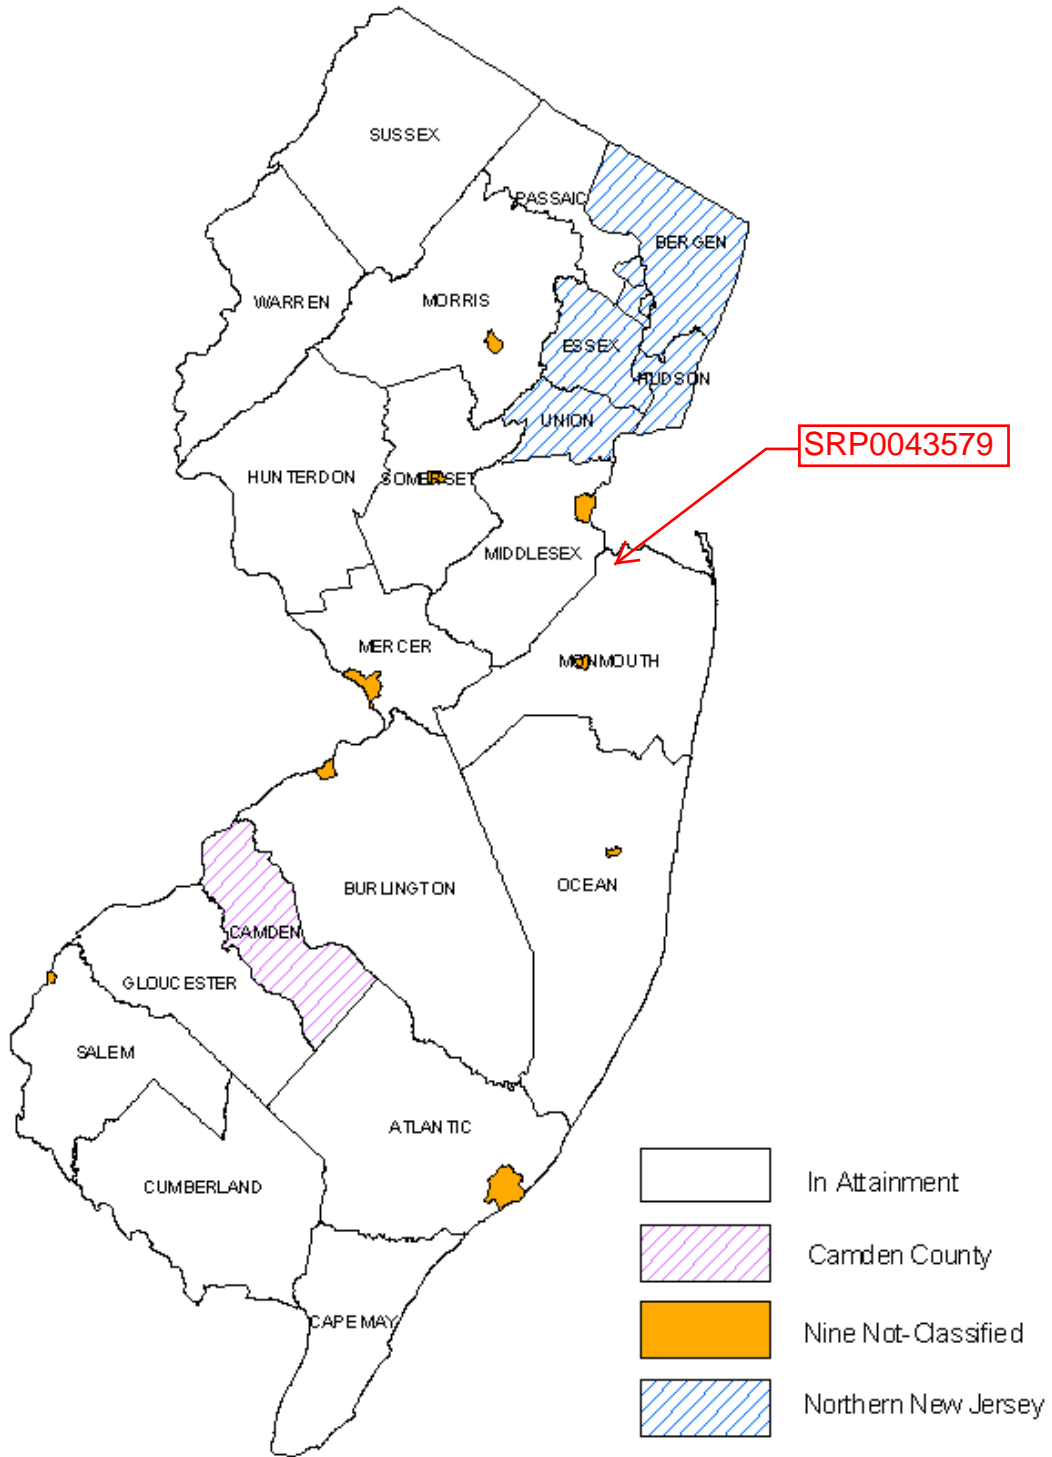 SUSSEX
PASSAIC
BERGEN
WARREN
MORRIS
ESSEX
HUDSON
UNION
SRP0043579
HUNTERDON
SOMERSET
MIDDLESEX
MERCER
MONMOUTH
BURLINGTON
OCEAN
CAMDEN
GLOUCESTER
SALEM
ATLANTIC
CUMBERLAND
CAPE MAY
In Attainment
Camden County
Nine Not-Classified
Northern New Jersey